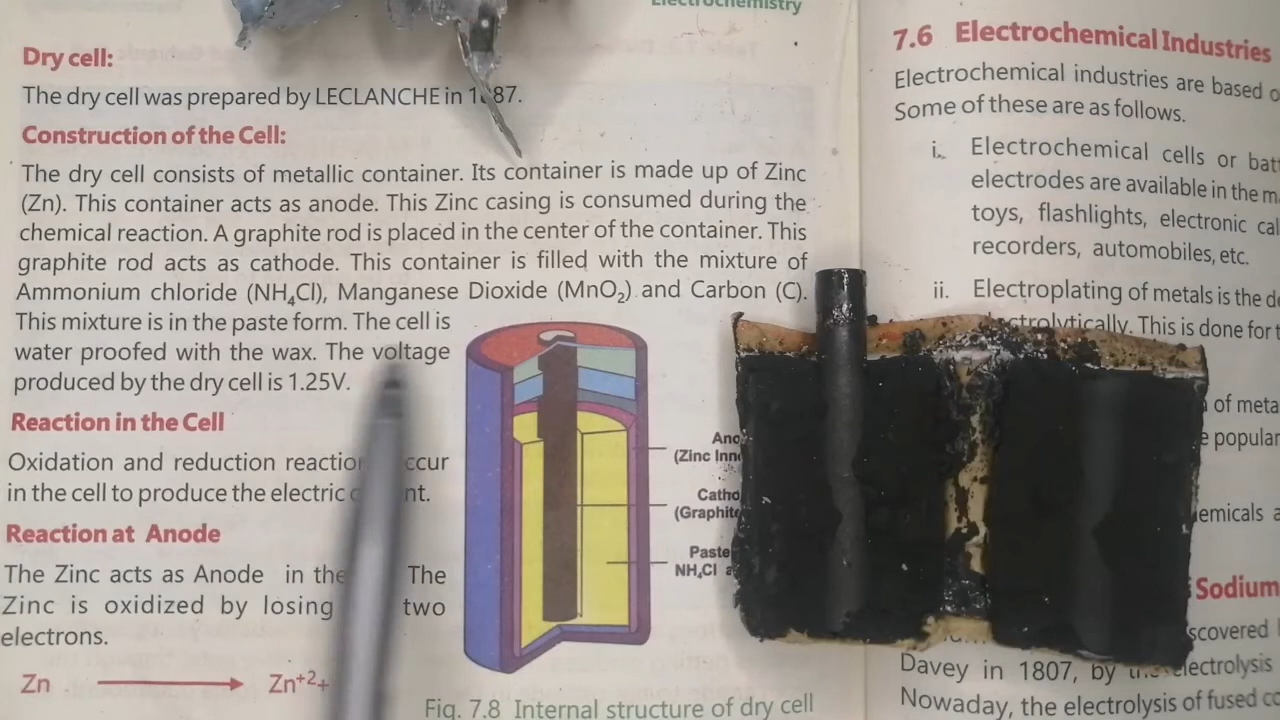 Electrochemistry
Dry cell:
The dry cell was prepared by LECLANCHE in
Construction of the Cell:
The dry cell consists of metallic container. Its container is made up of Zinc
(Zn). This container acts as anode. This Zinc casing is consumed during the
chemical reaction. A graphite rod is placed in the center of the container. This
graphite rod acts as cathode. This container is filled with the mixture of
Ammonium chloride (NH₄Cl), Manganese Dioxide (MnO₂) and Carbon (C).
This mixture is in the paste form. The cell is
water proofed with the wax. The voltage
produced by the dry cell is 1.25V.
Reaction in the Cell
Oxidation and reduction
in the cell to produce the electric
Reaction at Anode
The Zinc acts as Anode in the The
Zinc is oxidized by losing two
electrons.
Zn ⟶ Zn⁺²+
(Zinc
(Graphite
Paste
NH₄Cl
Fig. 7.8 Internal structure of dry cell
7.6 Electrochemical Industries
Electrochemical industries are based
Some of these are as follows.
i. Electrochemical cells or
electrodes are available in the
toys, flashlights, electronic
recorders, automobiles, etc.
ii. Electroplating of metals is the
This is done for
of
Sodium
Davey in 1807, by electrolysis
Nowaday, the electrolysis of fused